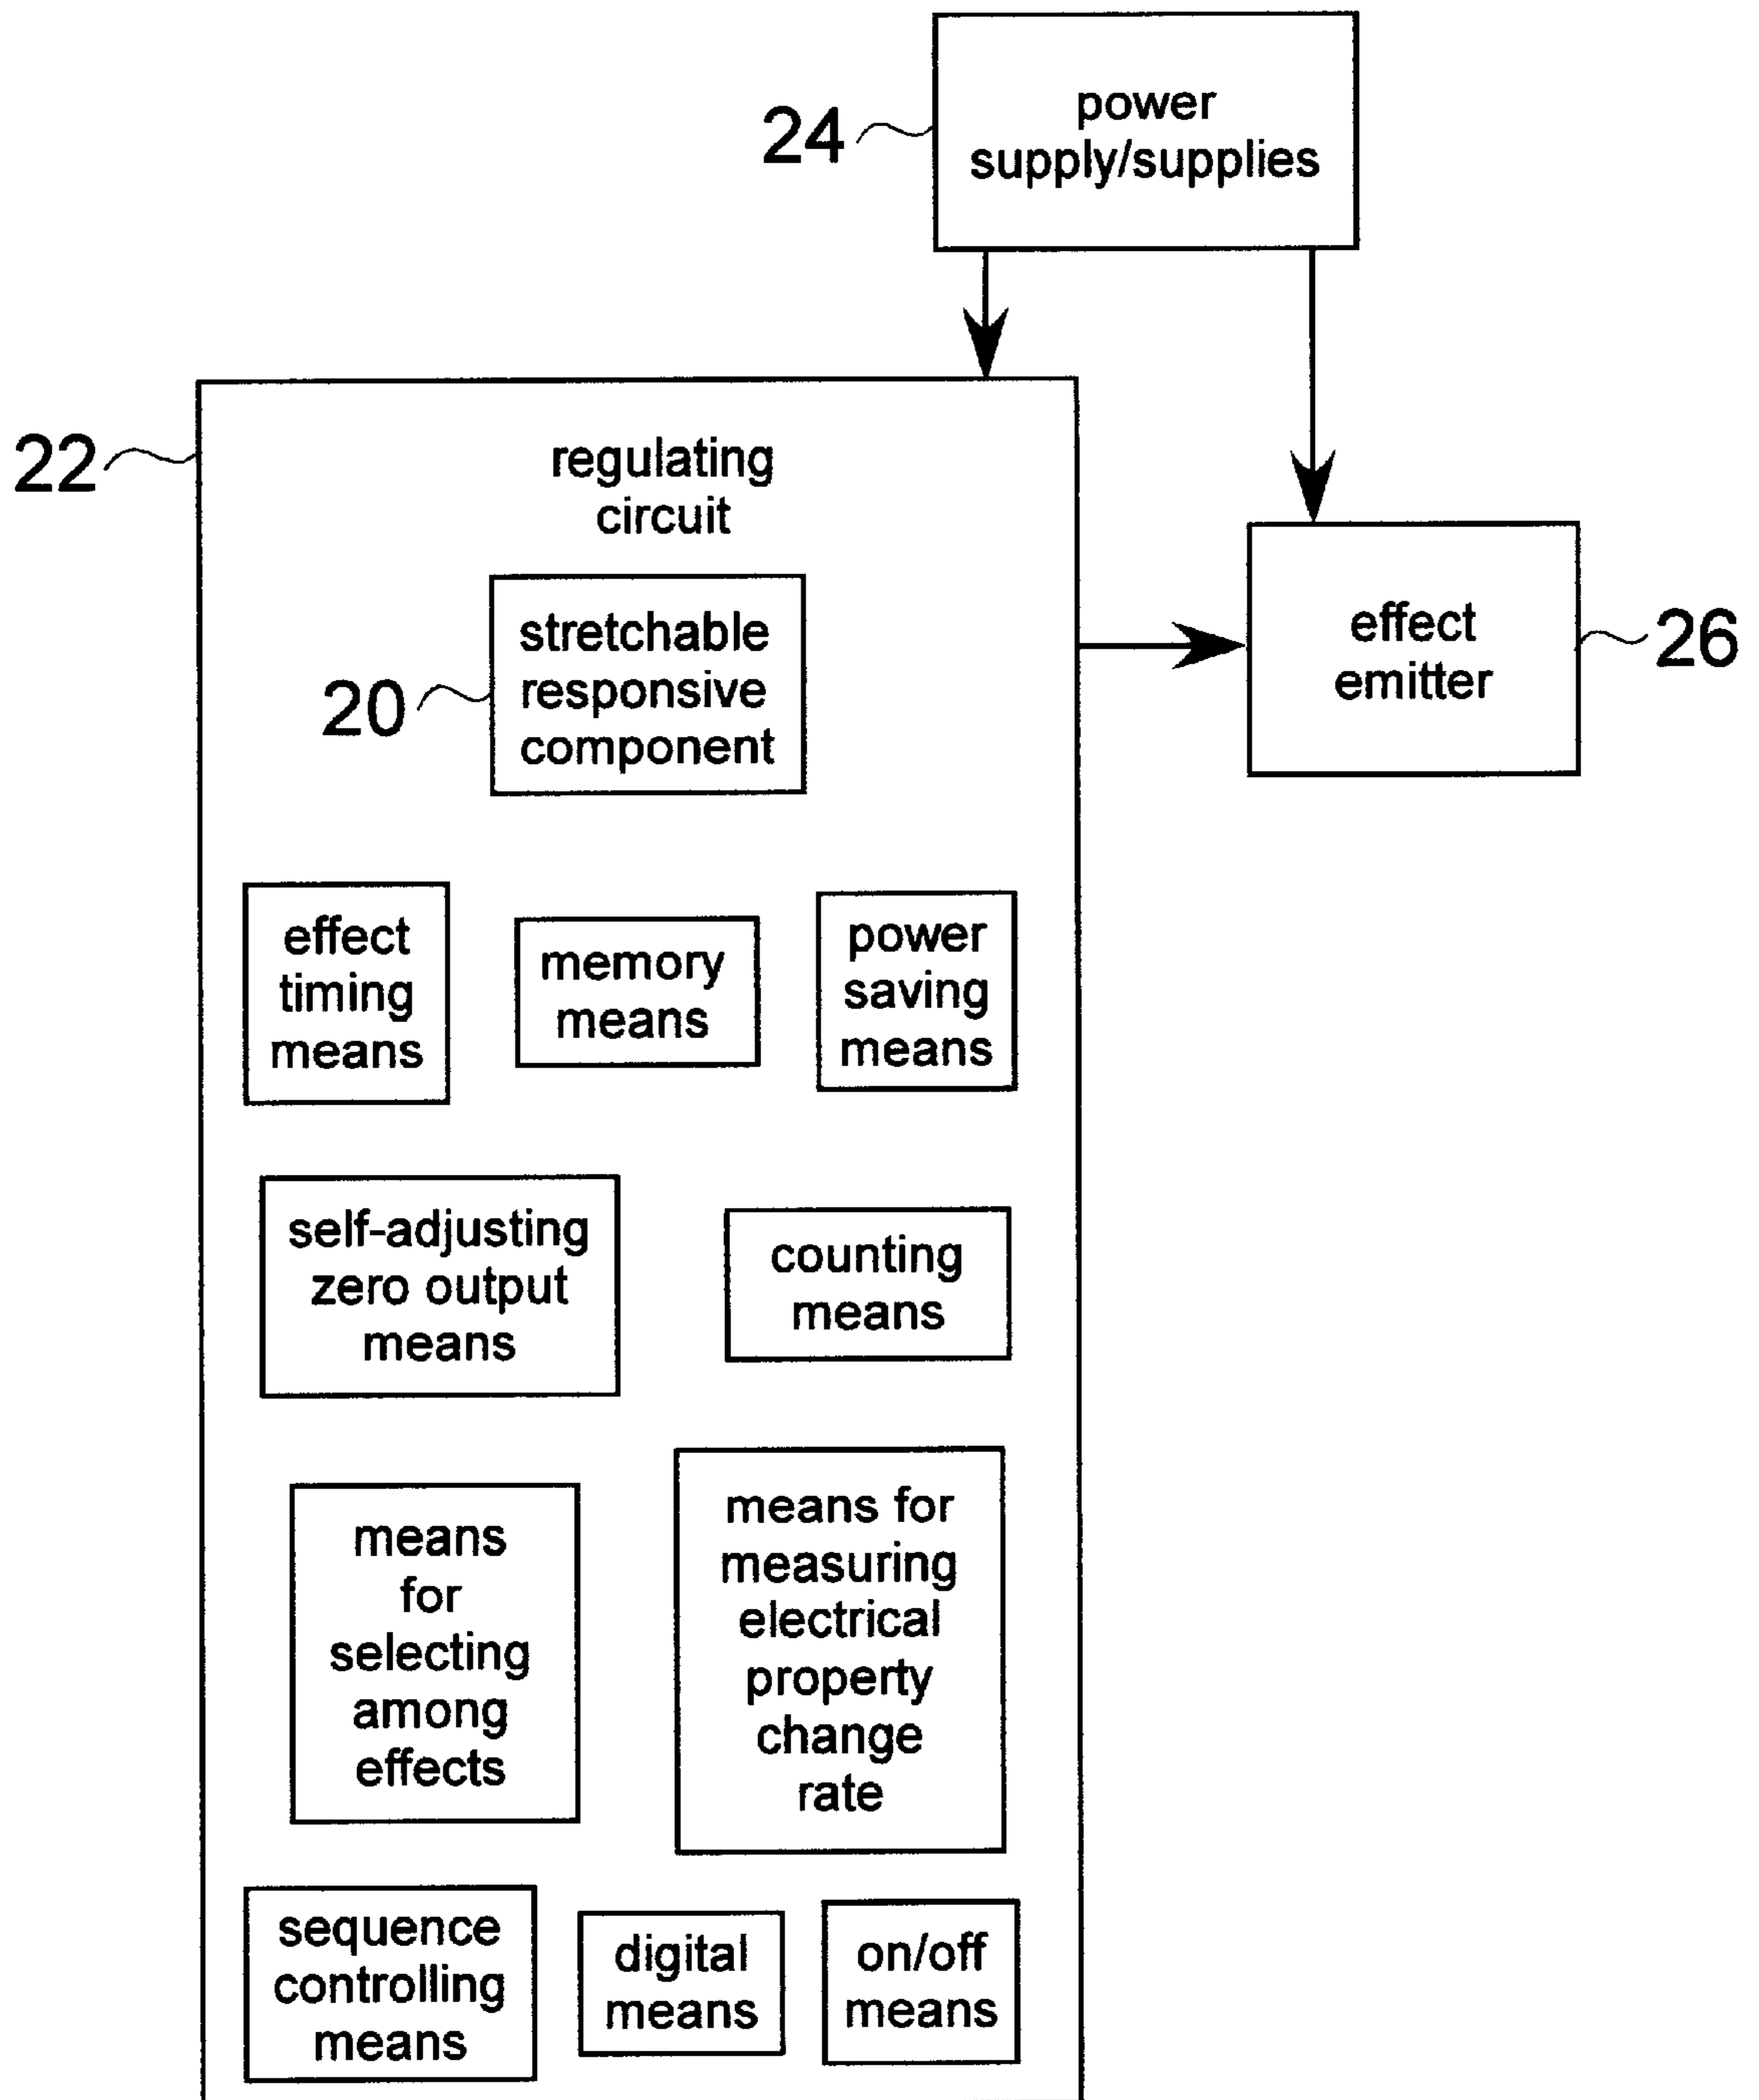 24
power
supply/supplies
22
regulating
circuit
20
stretchable
responsive
component
effect
emitter
26
effect
timing
means
memory
means
power
saving
means
self-adjusting
zero output
means
counting
means
means
for
selecting
among
effects
means for
measuring
electrical
property
change
rate
sequence
controlling
means
digital
means
on/off
means